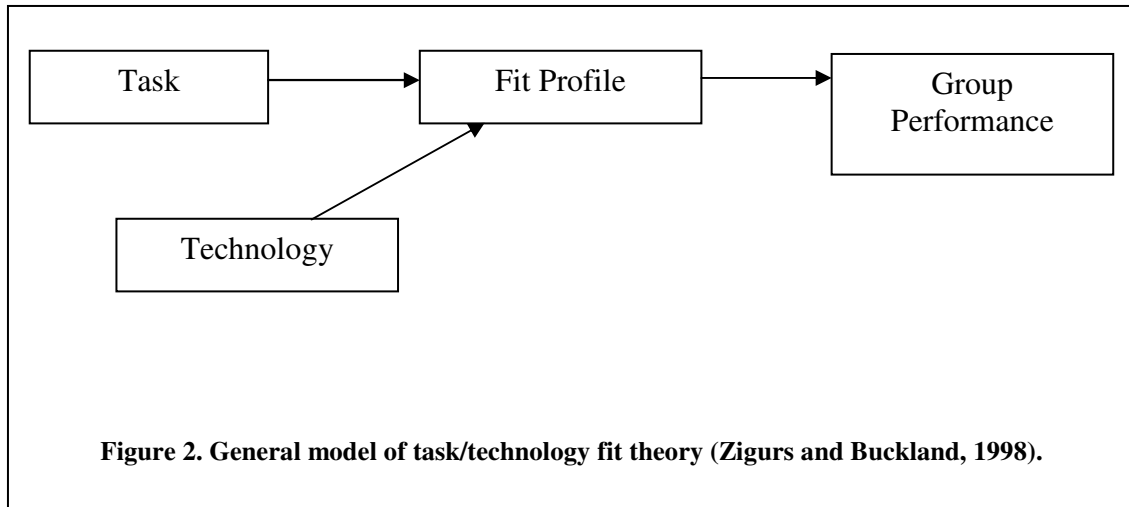 Task
Fit Profile
Group
Performance
Technology
Figure 2. General model of task/technology fit theory (Zigurs and Buckland, 1998).